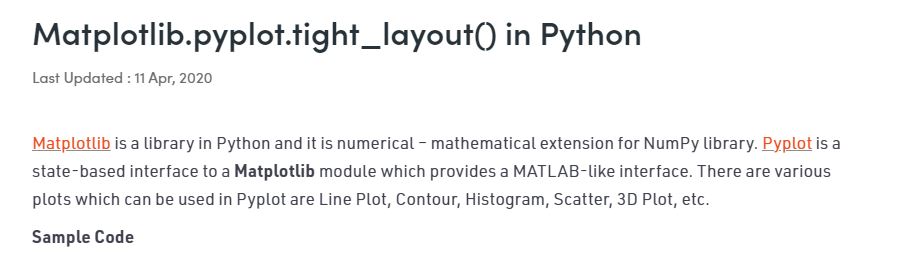 Matplotlib.pyplot.tight_layout() in Python
Last Updated : 11 Apr, 2020
Matplotlib is a library in Python and it is numerical – mathematical extension for NumPy library. Pyplot is a
state-based interface to a Matplotlib module which provides a MATLAB-like interface. There are various
plots which can be used in Pyplot are Line Plot, Contour, Histogram, Scatter, 3D Plot, etc.
Sample Code